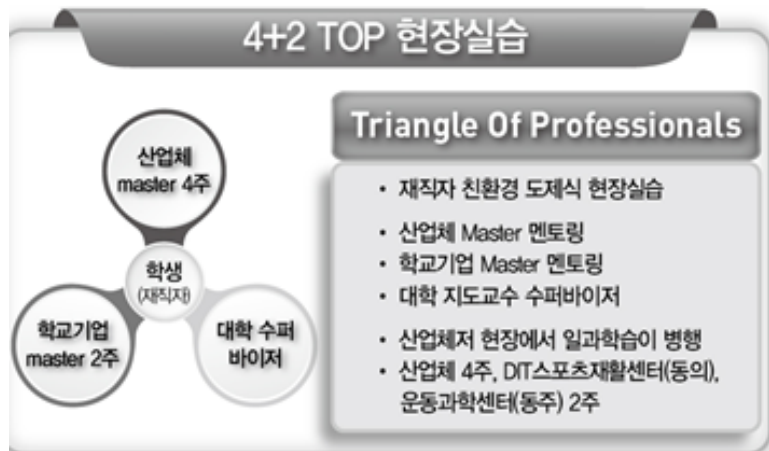 4+2 TOP 현장실습
산업체
master 4주
학생
(재직자)
학교기업
master 2주
대학 수퍼
바이저
Triangle Of Professionals
• 재직자 친환경 도제식 현장실습
• 산업체 Master 멘토링
• 학교기업 Master 멘토링
• 대학 지도교수 수퍼바이저
• 산업체저 현장에서 일과학습이 병행
• 산업체 4주, DIT스포츠재활센터(동의),
운동과학센터(동주) 2주